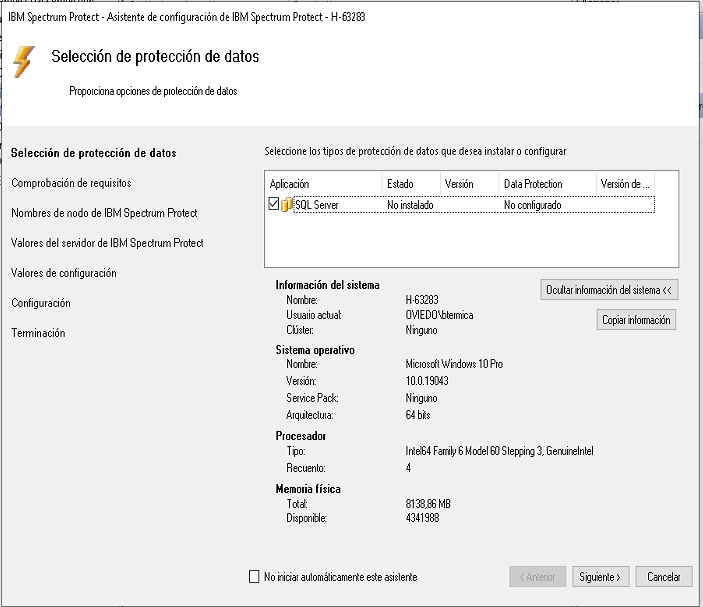 IBM Spectrum Protect - Asistente de configuración de IBM Spectrum Protect - H-63283
Selección de protección de datos
Proporciona opciones de protección de datos
Selección de protección de datos
Comprobación de requisitos
Nombres de nodo de IBM Spectrum Protect
Valores del servidor de IBM Spectrum Protect
Valores de configuración
Configuración
Terminación
Seleccione los tipos de protección de datos que desea instalar o configurar
Aplicación Estado Versión Data Protection Versión de ...
SQL Server No instalado No configurado
Ocultar información del sistema <<
Copiar información
Información del sistema
Nombre: H-63283
Usuario actual: OVIEDO\btermica
Clúster: Ninguno
Sistema operativo
Nombre: Microsoft Windows 10 Pro
Versión: 10.0.19043
Service Pack: Ninguno
Arquitectura: 64 bits
Procesador
Tipo: Intel64 Family 6 Model 60 Stepping 3, GenuineIntel
Recuento: 4
Memoria física
Total: 8138,86 MB
Disponible: 4341988
No iniciar automáticamente este asistente
< Anterior Siguiente > Cancelar